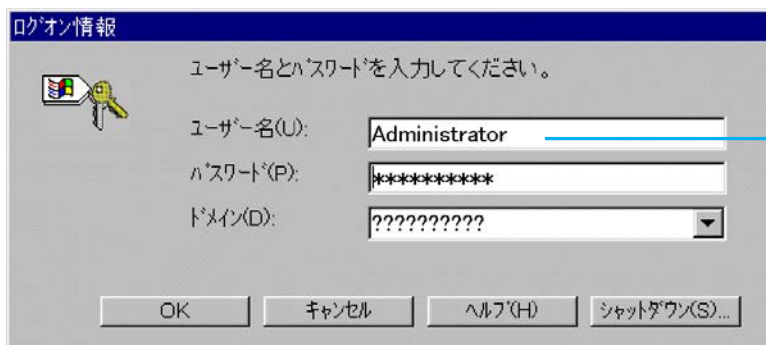 ログオン情報
ユーザー名とパスワードを入力してください。
ユーザー名(U): Administrator
パスワード(P): **********
ドメイン(D): ??????????
OK キャンセル ヘルプ(H) シャットダウン(S)...